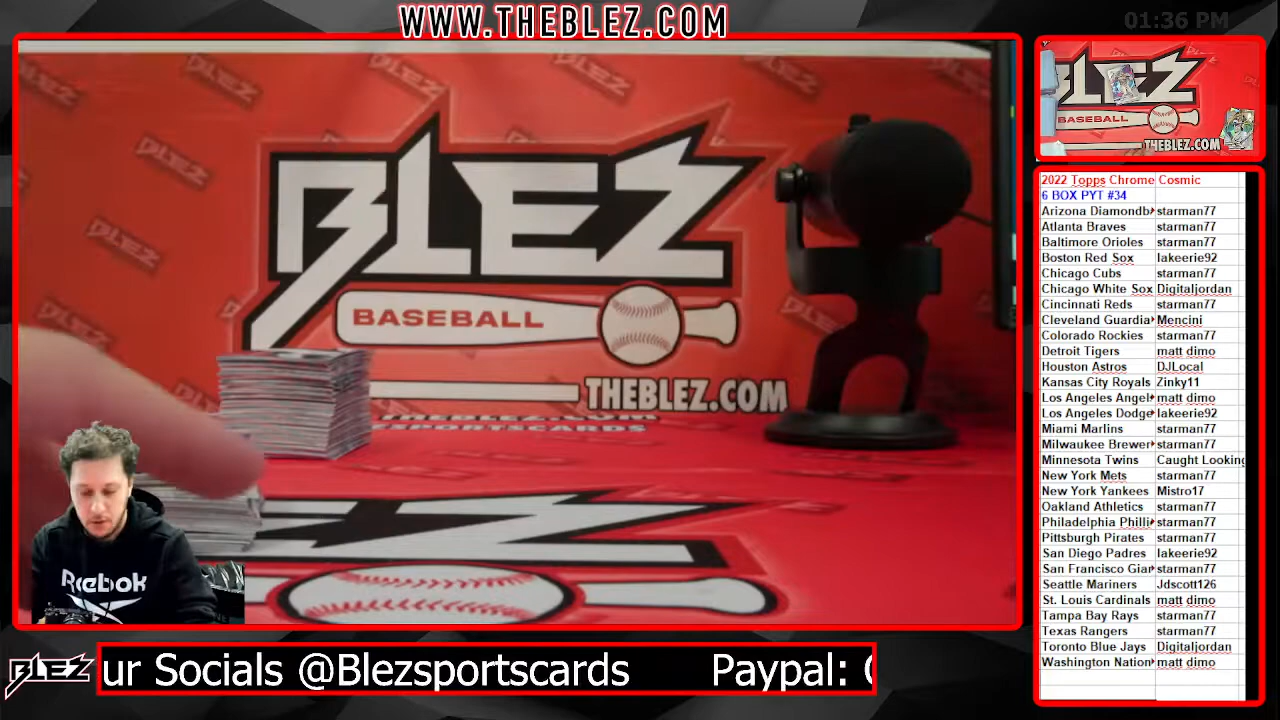 WWW.THEBLEZ.COM
01:36 PM
BLEZ
BASEBALL
THEBLEZ.COM
BLEZ
BASEBALL
THEBLEZ.COM
Reebok
2022 Topps Chrome Cosmic
6 BOX PYT #34
Arizona Diamondb starman77
Atlanta Braves starman77
Baltimore Orioles starman77
Boston Red Sox lakeerie92
Chicago Cubs starman77
Chicago White Sox Digitaljordan
Cincinnati Reds starman77
Cleveland Guardia Mencini
Colorado Rockies starman77
Detroit Tigers matt dimo
Houston Astros DJLocal
Kansas City Royals Zinky11
Los Angeles Angel matt dimo
Los Angeles Dodge lakeerie92
Miami Marlins starman77
Milwaukee Brewer starman77
Minnesota Twins Caught Looking
New York Mets starman77
New York Yankees Mistro17
Oakland Athletics starman77
Philadelphia Philli starman77
Pittsburgh Pirates starman77
San Diego Padres lakeerie92
San Francisco Gian starman77
Seattle Mariners Jdscott126
St. Louis Cardinals matt dimo
Tampa Bay Rays starman77
Texas Rangers starman77
Toronto Blue Jays Digitaljordan
Washington Nation matt dimo
BLEZ
ur Socials @Blezsportscards Paypal: